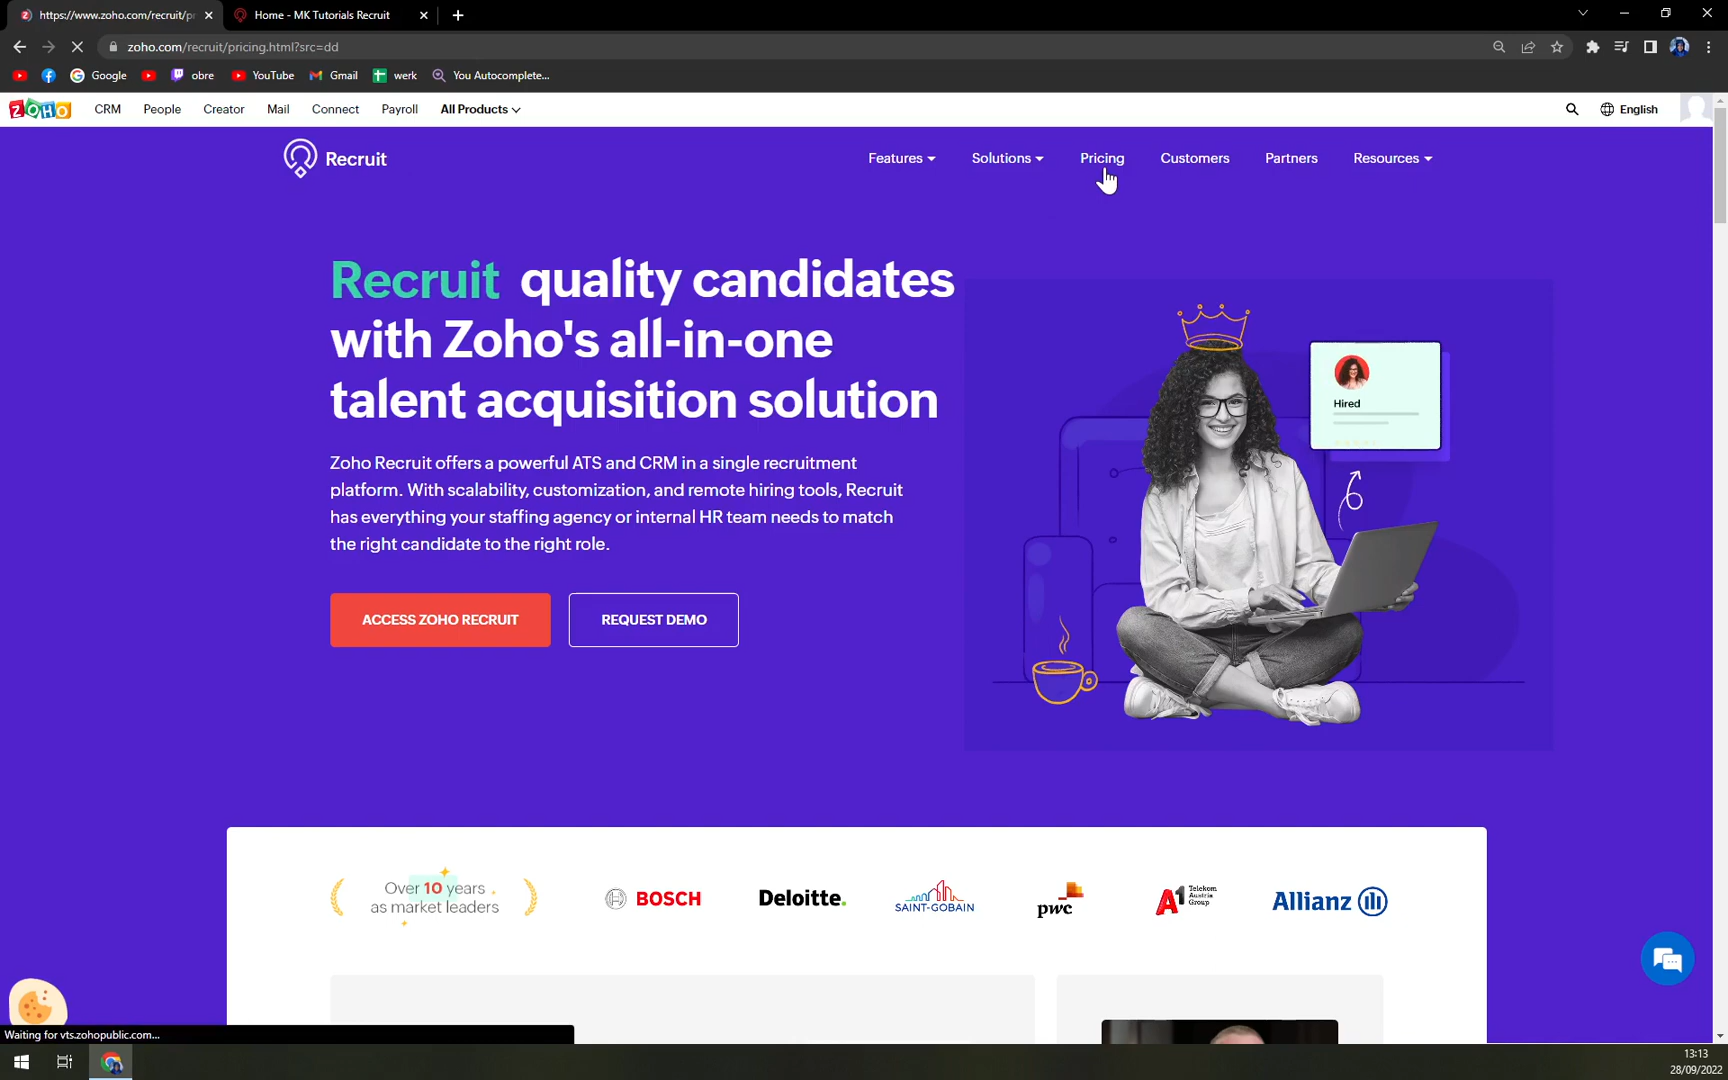 https://www.zoho.com/recruit/pr
Home - MK Tutorials Recruit
zoho.com/recruit/pricing.html?src=dd
Google
obre
YouTube
Gmail
werk
You Autocomplete...
ZOHO
CRM
People
Creator
Mail
Connect
Payroll
All Products
English
Recruit
Features
Solutions
Pricing
Customers
Partners
Resources
Recruit quality candidates
with Zoho's all-in-one
talent acquisition solution
Hired
Zoho Recruit offers a powerful ATS and CRM in a single recruitment
platform. With scalability, customization, and remote hiring tools, Recruit
has everything your staffing agency or internal HR team needs to match
the right candidate to the right role.
ACCESS ZOHO RECRUIT
REQUEST DEMO
Over 10 years
as market leaders
BOSCH
Deloitte.
SAINT-GOBAIN
pwc
A1 Telekom
Austria
Group
Allianz
Waiting for vts.zohopublic.com...
13:13
28/09/2022